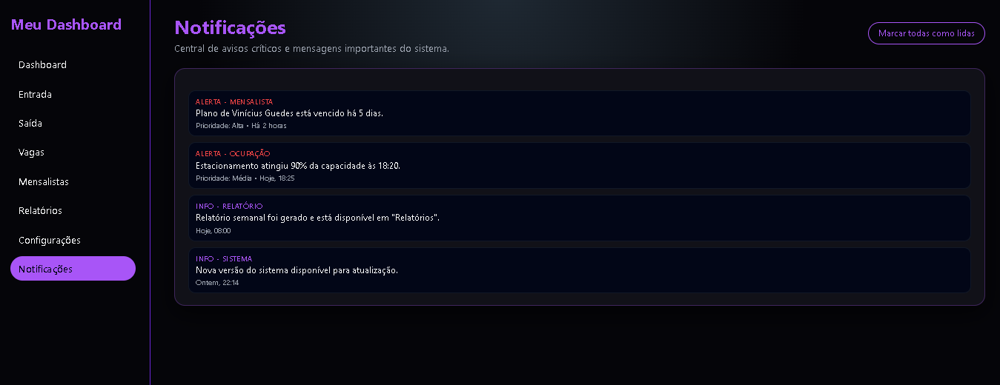 Meu Dashboard
Dashboard
Entrada
Saída
Vagas
Mensalistas
Relatórios
Configurações
Notificações
Notificações
Central de avisos críticos e mensagens importantes do sistema.
Marcar todas como lidas
ALERTA - MENSALISTA
Plano de Vinícius Guedes está vencido há 5 dias.
Prioridade: Alta • Há 2 horas
ALERTA - OCUPAÇÃO
Estacionamento atingiu 90% da capacidade às 18:20.
Prioridade: Média • Hoje, 18:25
INFO - RELATÓRIO
Relatório semanal foi gerado e está disponível em "Relatórios".
Hoje, 08:00
INFO - SISTEMA
Nova versão do sistema disponível para atualização.
Ontem, 22:14